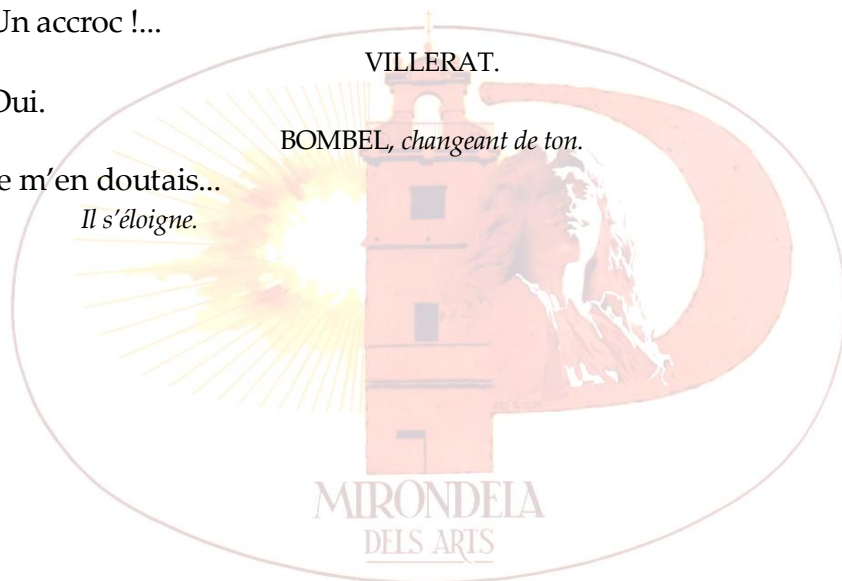 Un accroc !...
VILLERAT.
Oui.
BOMBEL, changeant de ton.
e m’en doutais...
Il s’éloigne.
MIRONDELA
DELS ARTS